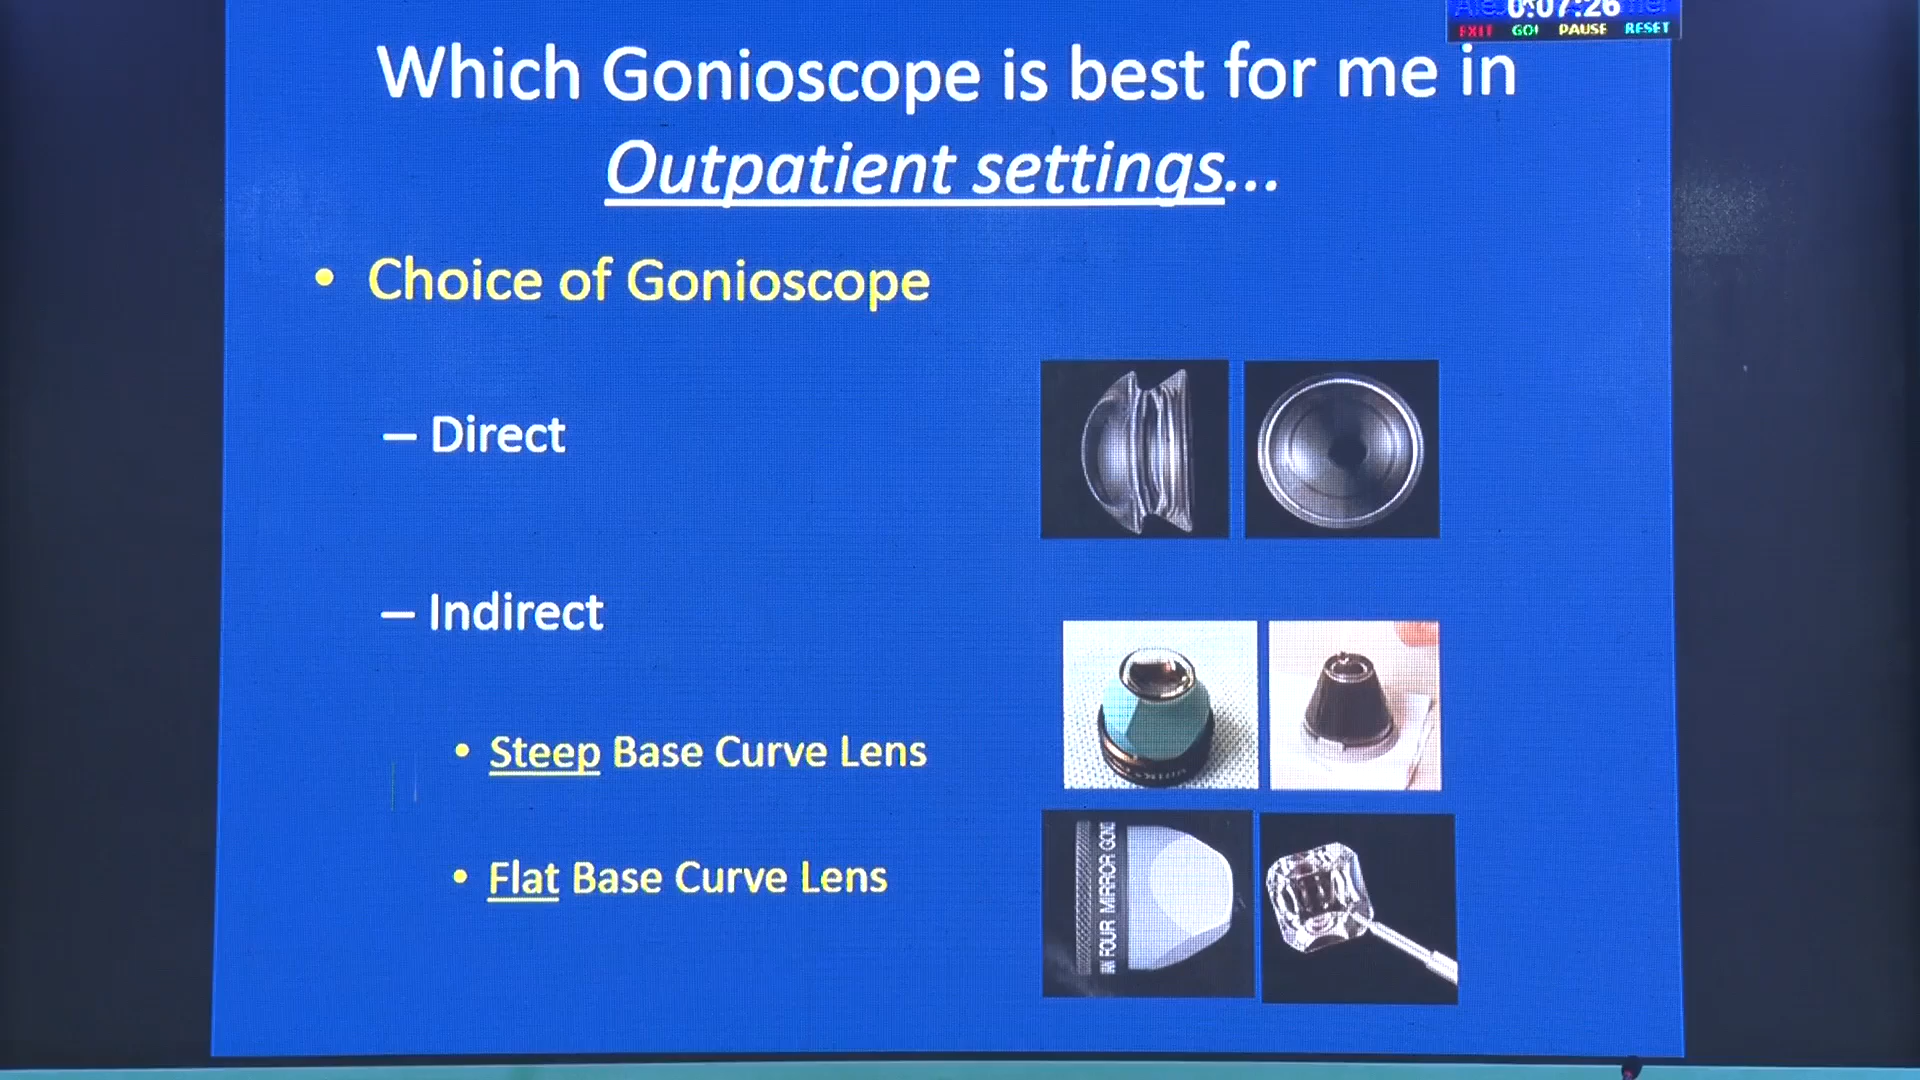 0:07:26
EXIT GO! PAUSE RESET
Which Gonioscope is best for me in
Outpatient settings...
• Choice of Gonioscope
– Direct
– Indirect
• Steep Base Curve Lens
• Flat Base Curve Lens
FOUR MIRROR GONI